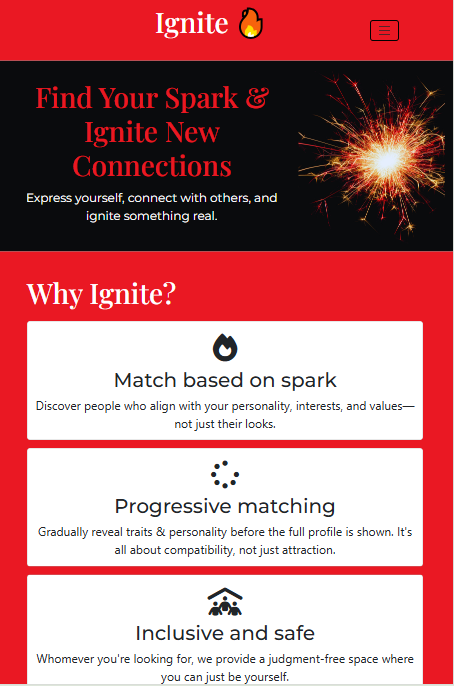 Ignite 🔥
Find Your Spark &
Ignite New
Connections
Express yourself, connect with others, and
ignite something real.
Why Ignite?
Match based on spark
Discover people who align with your personality, interests, and values—
not just their looks.
Progressive matching
Gradually reveal traits & personality before the full profile is shown. It's
all about compatibility, not just attraction.
Inclusive and safe
Whomever you're looking for, we provide a judgment-free space where
you can just be yourself.